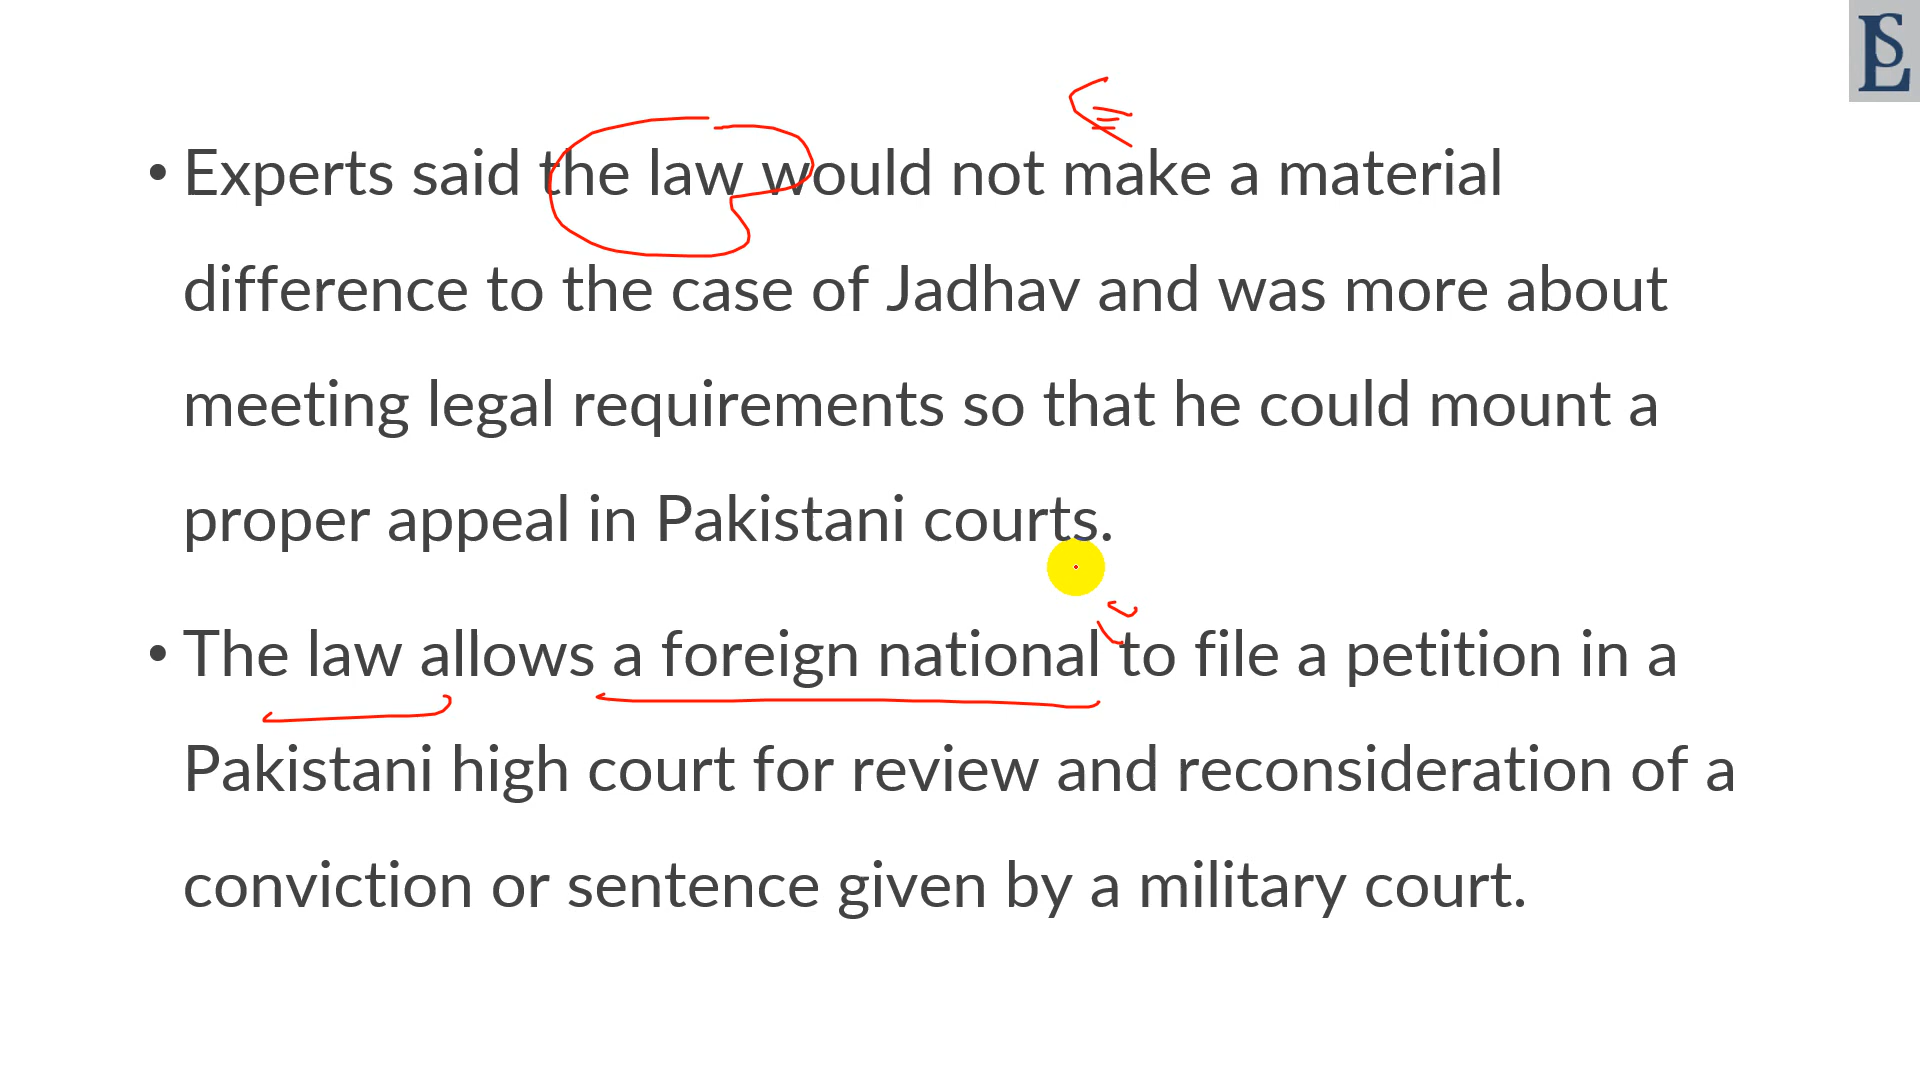 • Experts said the law would not make a material
difference to the case of Jadhav and was more about
meeting legal requirements so that he could mount a
proper appeal in Pakistani courts.
• The law allows a foreign national to file a petition in a
Pakistani high court for review and reconsideration of a
conviction or sentence given by a military court.